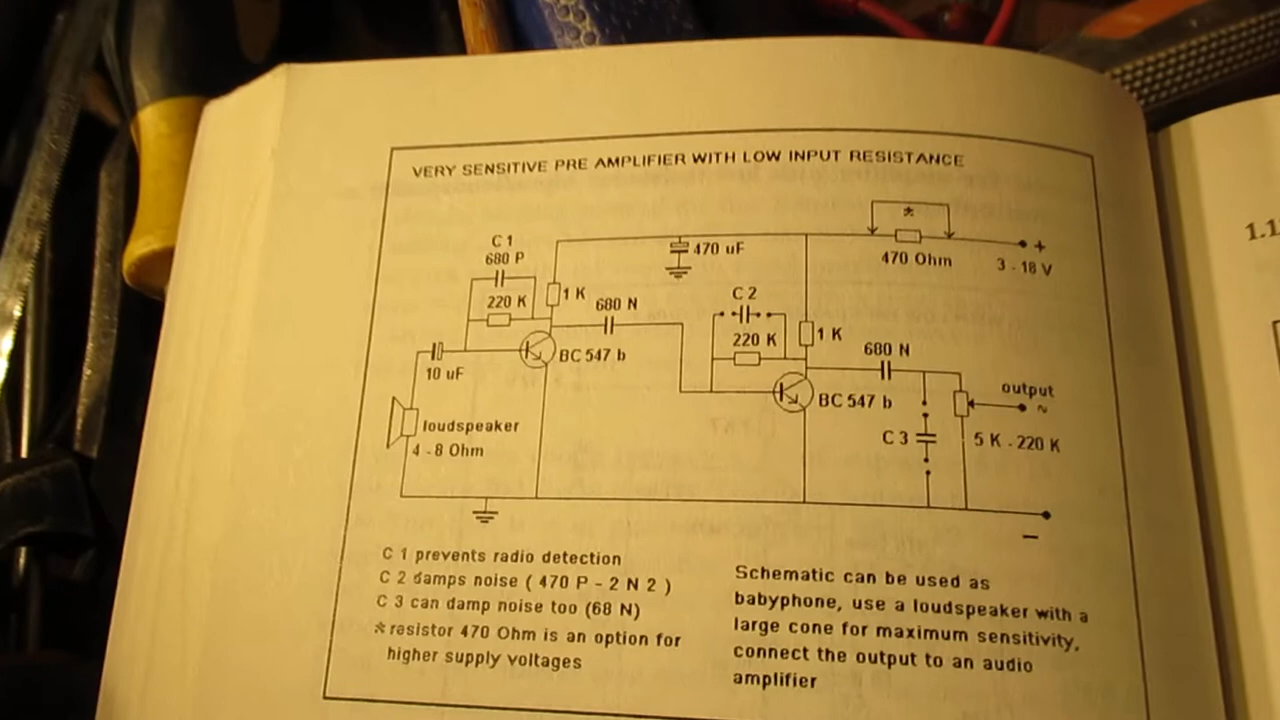 VERY SENSITIVE PRE AMPLIFIER WITH LOW INPUT RESISTANCE
*
C 1
680 P
470 uF
470 Ohm
+
3 - 18 V
220 K
1 K
680 N
C 2
220 K
1 K
680 N
10 uF
BC 547 b
BC 547 b
output
~
loudspeaker
4 - 8 Ohm
C 3
5 K - 220 K
–
C 1 prevents radio detection
C 2 damps noise ( 470 P - 2 N 2 )
C 3 can damp noise too (68 N)
* resistor 470 Ohm is an option for
higher supply voltages
Schematic can be used as
babyphone, use a loudspeaker with a
large cone for maximum sensitivity,
connect the output to an audio
amplifier
1.1